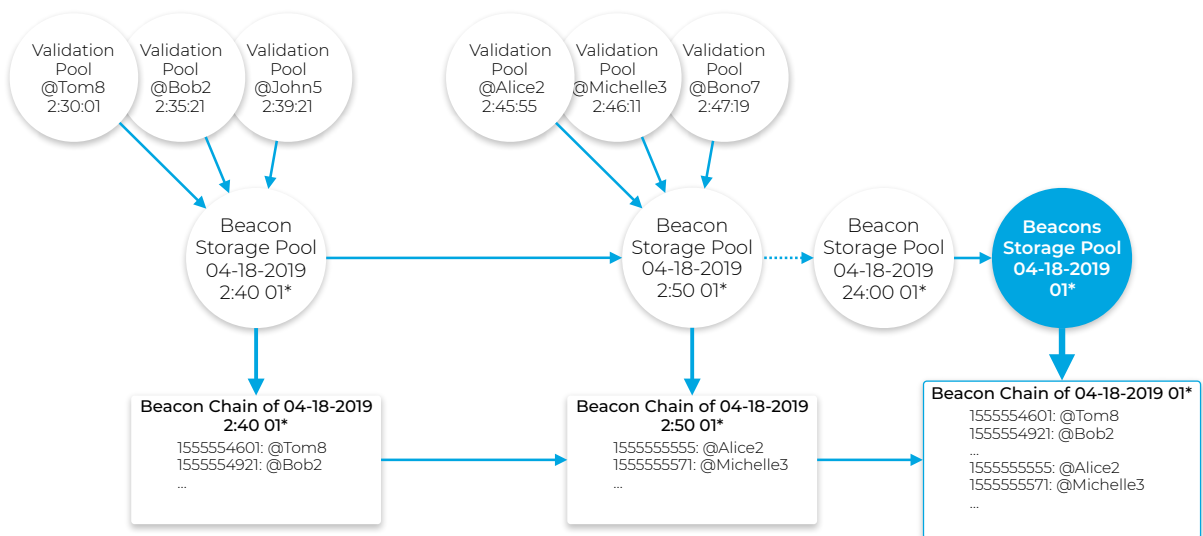 Validation
Pool
@Tom8
2:30:01
Validation
Pool
@Bob2
2:35:21
Validation
Pool
@John5
2:39:21
Validation
Pool
@Alice2
2:45:55
Validation
Pool
@Michelle3
2:46:11
Validation
Pool
@Bono7
2:47:19
Beacon
Storage Pool
04-18-2019
2:40 01*
Beacon
Storage Pool
04-18-2019
2:50 01*
Beacon
Storage Pool
04-18-2019
24:00 01*
Beacons
Storage Pool
04-18-2019
01*
Beacon Chain of 04-18-2019
2:40 01*
1555554601: @Tom8
1555554921: @Bob2
...
Beacon Chain of 04-18-2019
2:50 01*
1555555555: @Alice2
1555555571: @Michelle3
...
Beacon Chain of 04-18-2019 01*
1555554601: @Tom8
1555554921: @Bob2
...
1555555555: @Alice2
1555555571: @Michelle3
...